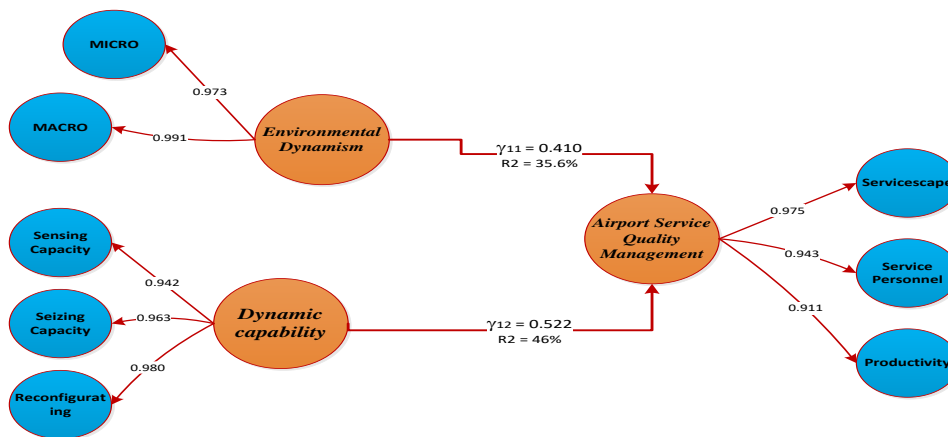 MICRO
0.973
MACRO
0.991
Environmental
Dynamism
γ11 = 0.410
R2 = 35.6%
Servicescape
0.975
Airport Service
Quality
Management
0.943
Service
Personnel
0.911
Productivity
Sensing
Capacity
0.942
Seizing
Capacity
0.963
Dynamic
capability
γ12 = 0.522
R2 = 46%
0.980
Reconfigurat
ing